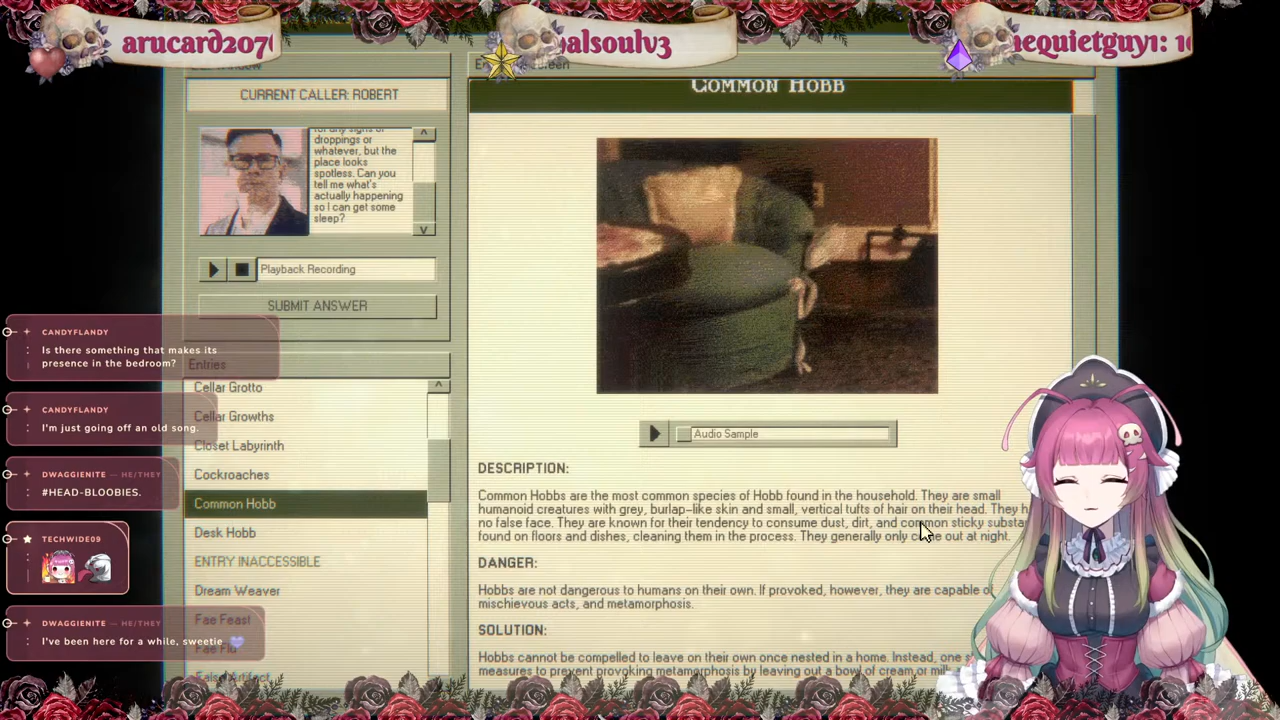 arucard207
alsoulv3
equietguy1: 1
CURRENT CALLER: ROBERT
droppings or
whatever, but the
place looks
spotless. Can you
tell me what's
actually happening
so I can get some
sleep?
Playback Recording
SUBMIT ANSWER
Entries
Cellar Grotto
Cellar Growths
Closet Labyrinth
Cockroaches
Common Hobb
Desk Hobb
ENTRY INACCESSIBLE
Dream Weaver
Fae Feast
Fae Flu
False Artifact
COMMON HOBB
Audio Sample
DESCRIPTION:
Common Hobbs are the most common species of Hobb found in the household. They are small
humanoid creatures with grey, burlap-like skin and small, vertical tufts of hair on their head. They h
no false face. They are known for their tendency to consume dust, dirt, and common sticky substa
found on floors and dishes, cleaning them in the process. They generally only come out at night.
DANGER:
Hobbs are not dangerous to humans on their own. If provoked, however, they are capable of
mischievous acts, and metamorphosis.
SOLUTION:
Hobbs cannot be compelled to leave on their own once nested in a home. Instead, one
measures to prevent provoking metamorphosis by leaving out a bowl of cream or mil
CANDYFLANDY
Is there something that makes its
presence in the bedroom?
CANDYFLANDY
I'm just going off an old song.
DWAGGIENITE — HE/THEY
#HEAD-BLOOBIES.
TECHWIDE09
DWAGGIENITE — HE/THEY
I've been here for a while, sweetie